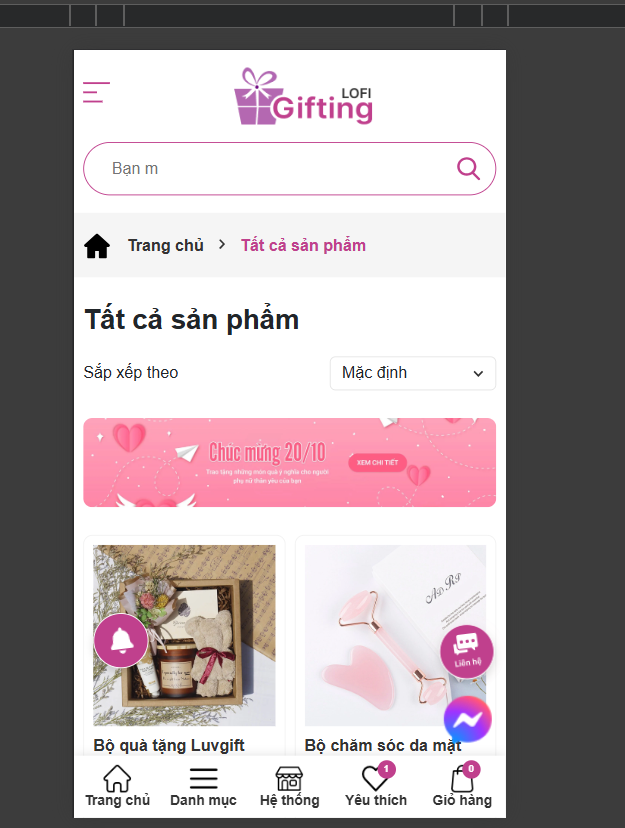 LOFI
Gifting
Bạn m
Trang chủ > Tất cả sản phẩm
Tất cả sản phẩm
Sắp xếp theo
Mặc định
Chúc mừng 20/10
Trao tặng những món quà ý nghĩa cho người
phụ nữ thân yêu của bạn
XEM CHI TIẾT
ADRP
Liên hệ
Bộ quà tặng Luvgift
Bộ chăm sóc da mặt
1
0
Trang chủ
Danh mục
Hệ thống
Yêu thích
Giỏ hàng